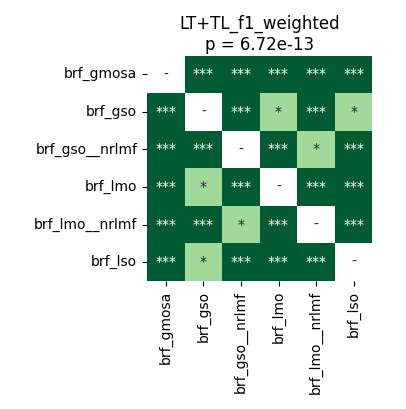 LT+TL_f1_weighted
p = 6.72e-13
brf_gmosa - *** *** *** *** ***
brf_gso *** - *** * *** *
brf_gso__nrlmf *** *** - *** * ***
brf_lmo *** * *** - *** ***
brf_lmo__nrlmf *** *** * *** - ***
brf_lso *** * *** *** *** -
brf_gmosa
brf_gso
brf_gso__nrlmf
brf_lmo
brf_lmo__nrlmf
brf_lso